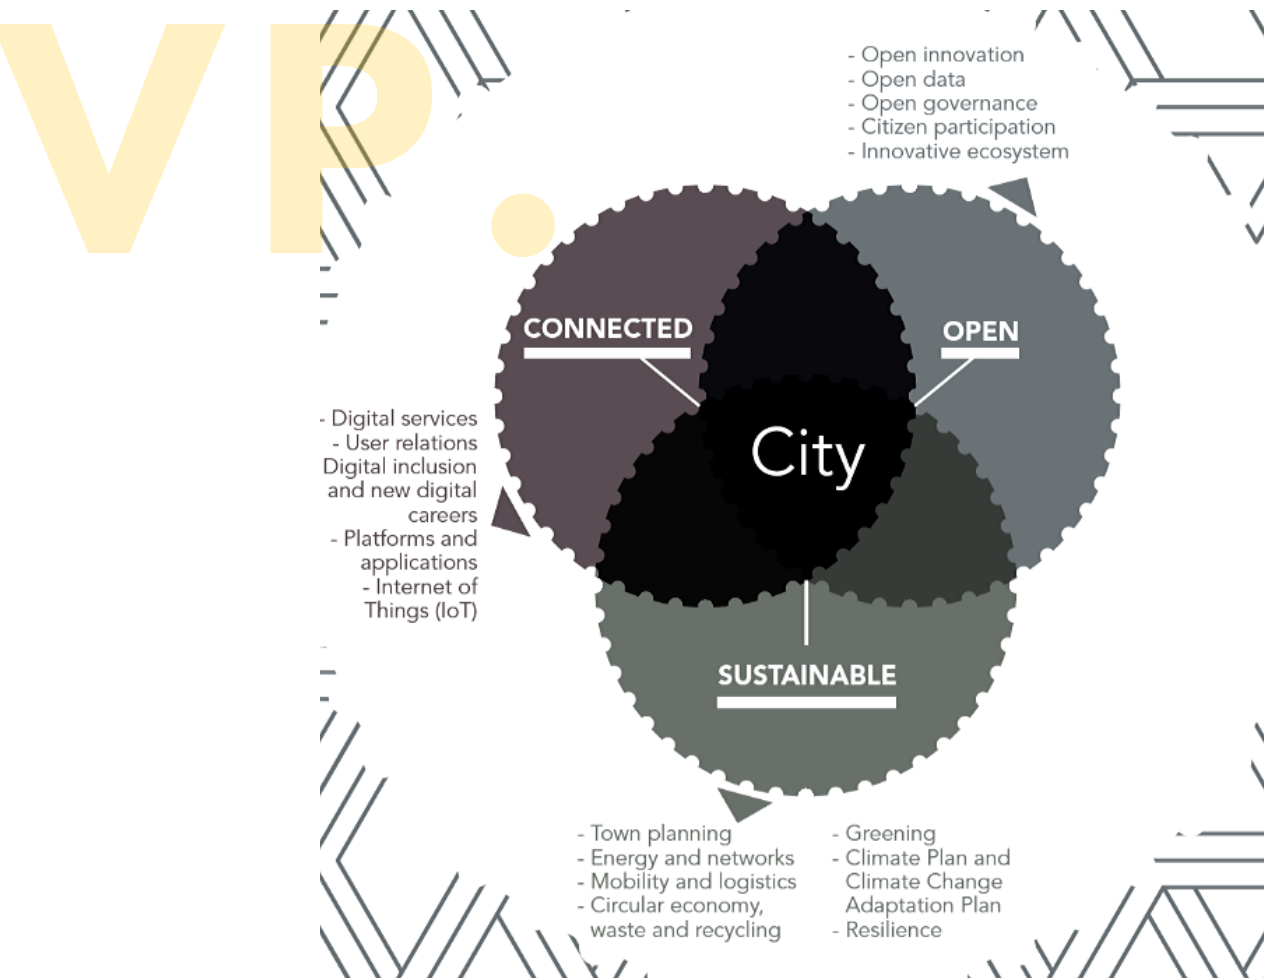 VP.
- Open innovation
- Open data
- Open governance
- Citizen participation
- Innovative ecosystem
CONNECTED
OPEN
- Digital services
- User relations
Digital inclusion
and new digital
careers
- Platforms and
applications
- Internet of
Things (IoT)
City
SUSTAINABLE
- Town planning
- Energy and networks
- Mobility and logistics
- Circular economy,
waste and recycling
- Greening
- Climate Plan and
Climate Change
Adaptation Plan
- Resilience